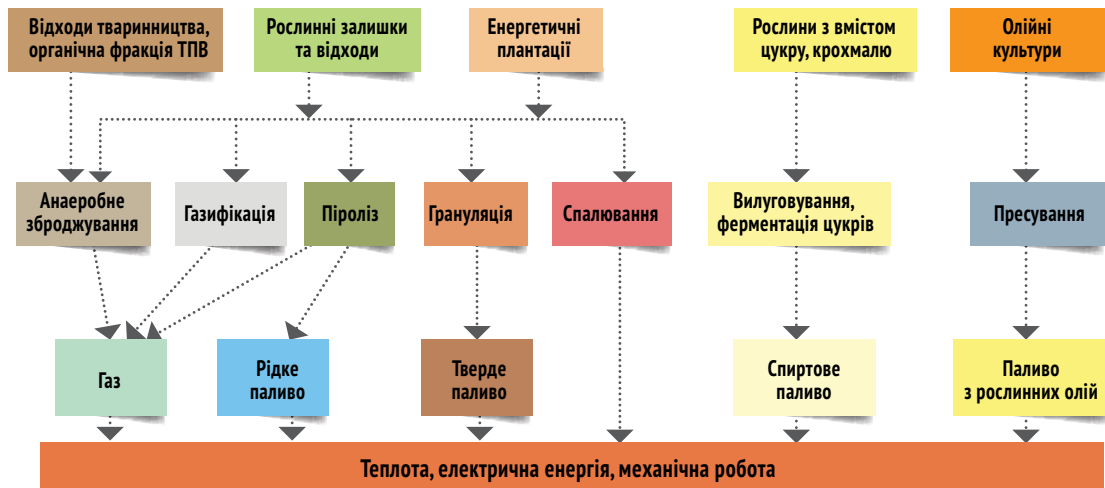 Відходи тваринництва,
органічна фракція ТПВ
Рослинні залишки
та відходи
Енергетичні
плантації
Рослини з вмістом
цукру, крохмалю
Олійні
культури
Анаеробне
зброджування
Газифікація
Піроліз
Грануляція
Спалювання
Вилуговування,
ферментація цукрів
Пресування
Газ
Рідке
паливо
Тверде
паливо
Спиртове
паливо
Паливо
з рослинних олій
Теплота, електрична енергія, механічна робота